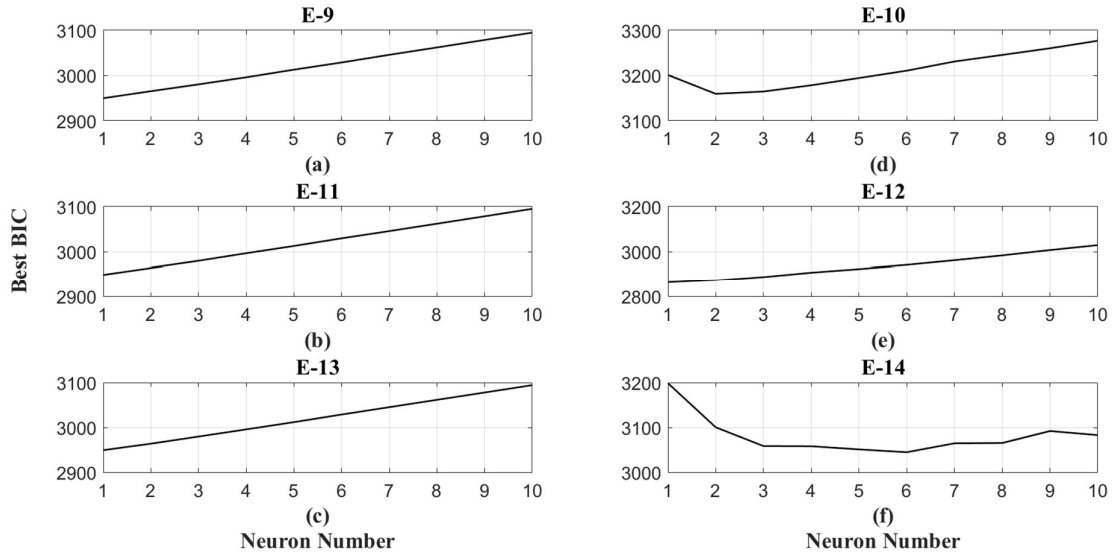 Best BIC
E-9
3100
3000
2900
1 2 3 4 5 6 7 8 9 10
(a)
E-11
3100
3000
2900
1 2 3 4 5 6 7 8 9 10
(b)
E-13
3100
3000
2900
1 2 3 4 5 6 7 8 9 10
(c)
Neuron Number
E-10
3300
3200
3100
1 2 3 4 5 6 7 8 9 10
(d)
E-12
3200
3000
2800
1 2 3 4 5 6 7 8 9 10
(e)
E-14
3200
3100
3000
1 2 3 4 5 6 7 8 9 10
(f)
Neuron Number